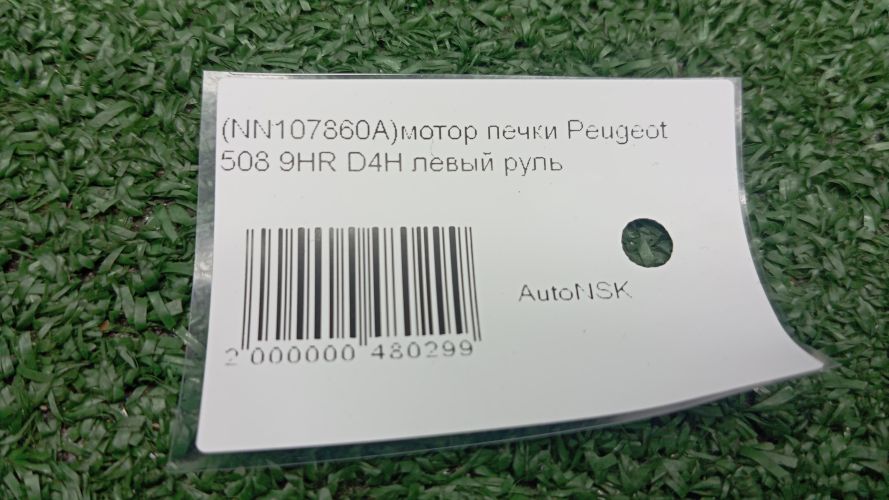 (NN107860A)мотор печки Peugeot
508 9HR D4H левый руль
AutoNSK
2 000000 480299